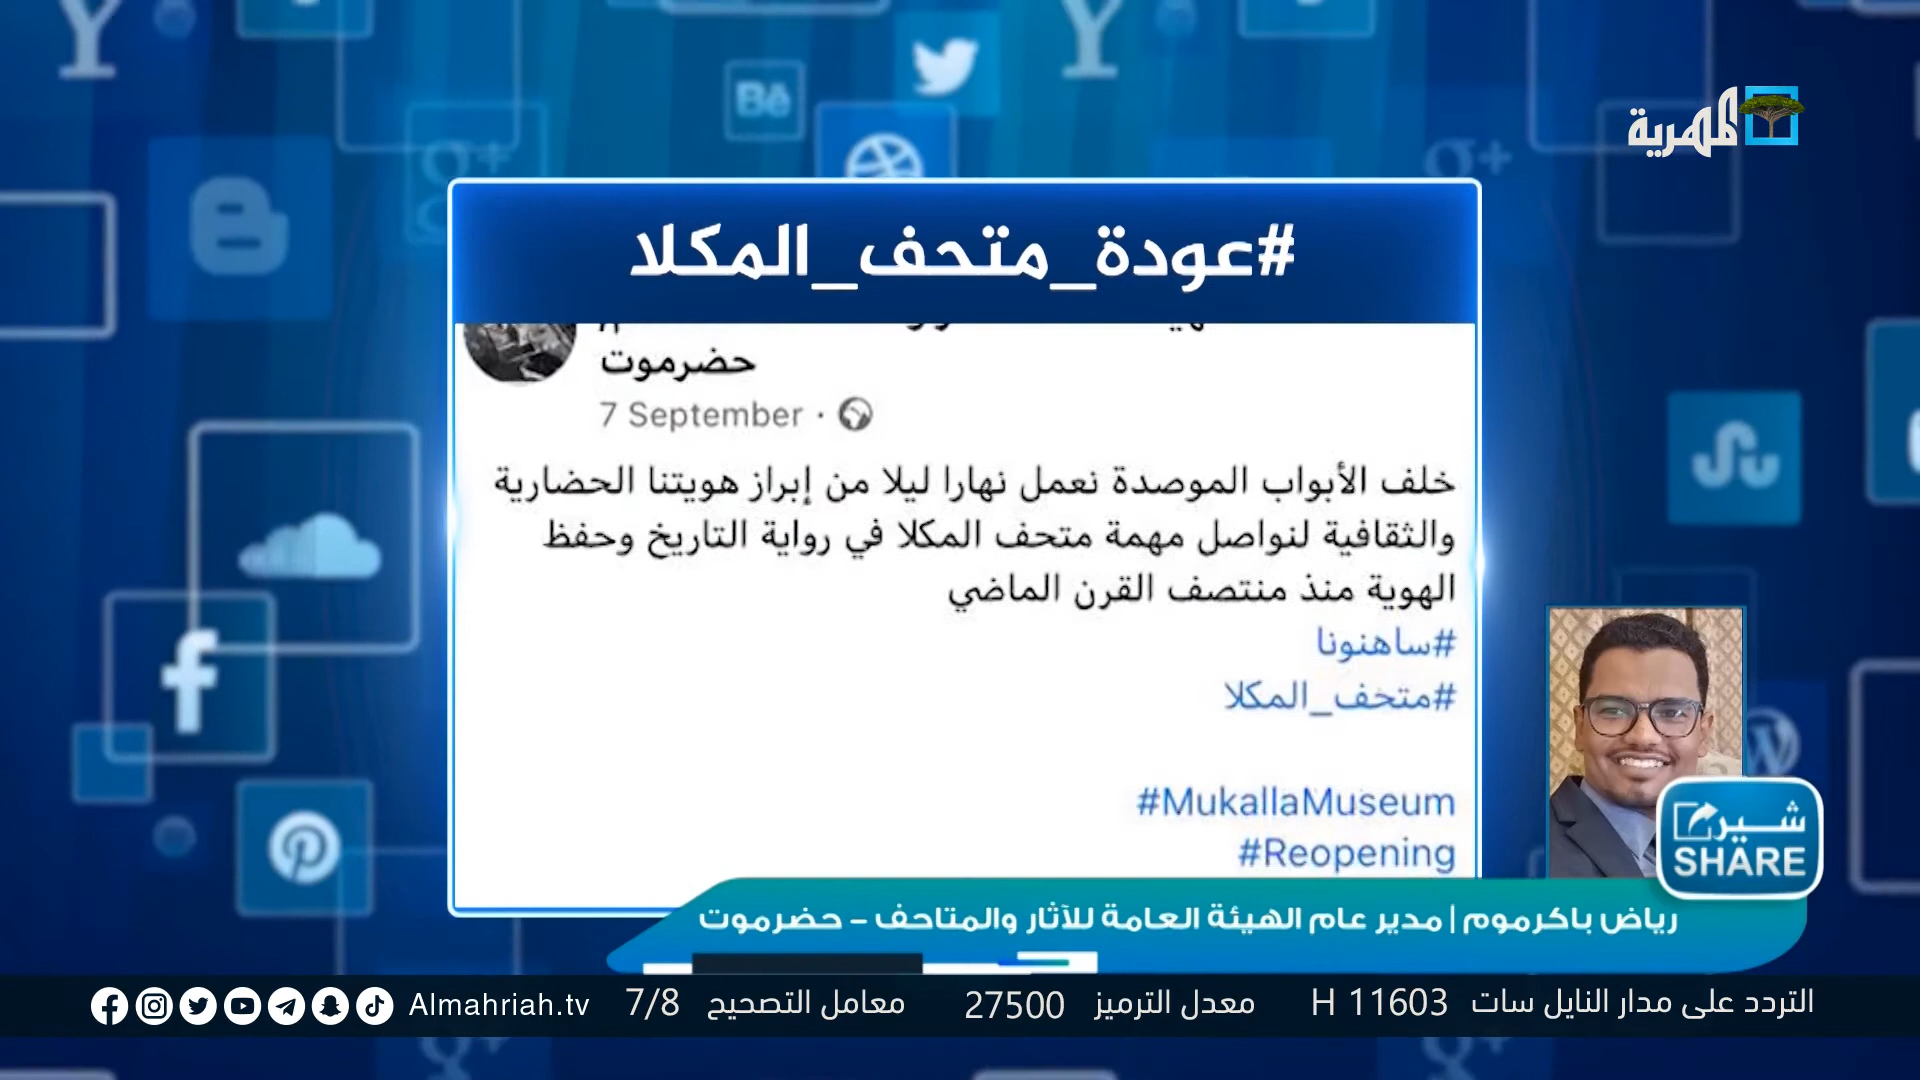 المهرية
#عودة_متحف_المكلا
حضرموت
7 September ·
خلف الأبواب الموصدة نعمل نهارا ليلا من إبراز هويتنا الحضارية
والثقافية لنواصل مهمة متحف المكلا في رواية التاريخ وحفظ
الهوية منذ منتصف القرن الماضي
#ساهنونا
#متحف_المكلا
#MukallaMuseum
#Reopening
شير
SHARE
رياض باكرموم | مدير عام الهيئة العامة للآثار والمتاحف - حضرموت
التردد على مدار النايل سات H 11603 معدل الترميز 27500 معامل التصحيح 7/8 Almahriah.tv